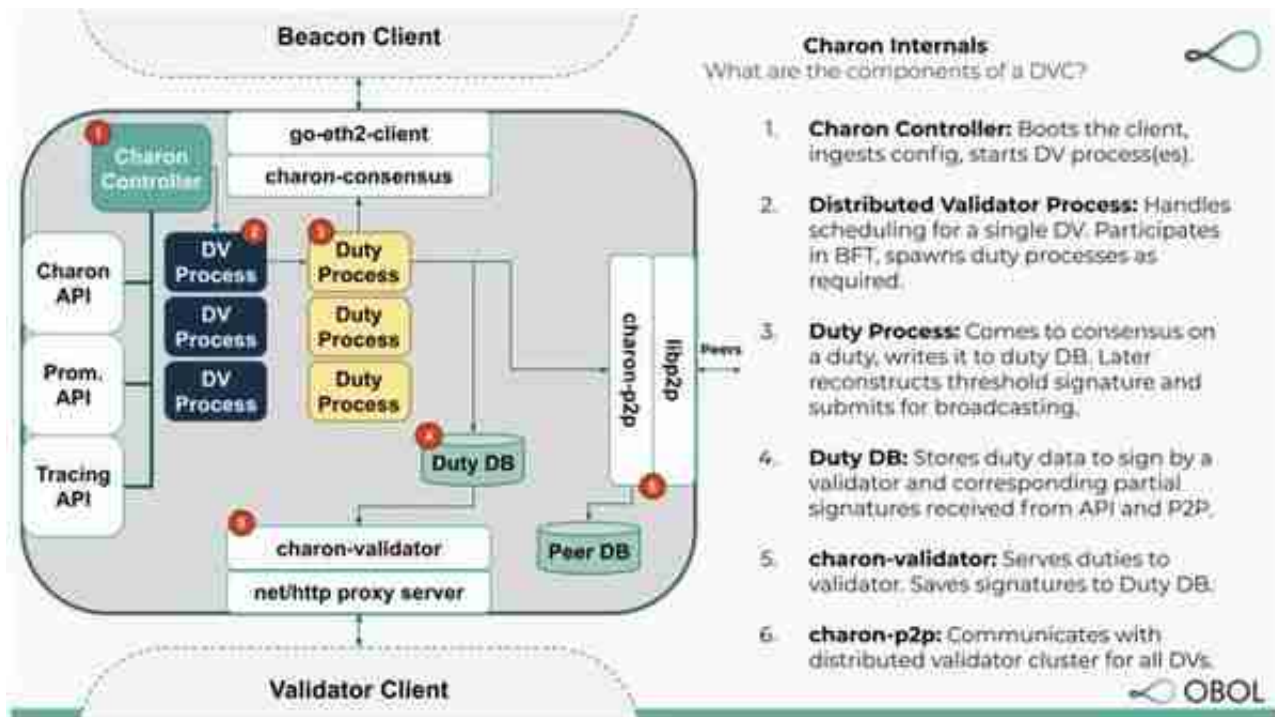 Beacon Client
go-eth2-client
charon-consensus
1
Charon
Controller
2
DV
Process
DV
Process
DV
Process
3
Duty
Process
Duty
Process
Duty
Process
Charon
API
Prom.
API
Tracing
API
charon-p2p
libp2p
Peers
4
Duty DB
5
charon-validator
net/http proxy server
Peer DB
Validator Client
Charon Internals
What are the components of a DVC?
1. Charon Controller: Boots the client,
ingests config, starts DV process(es).
2. Distributed Validator Process: Handles
scheduling for a single DV. Participates
in BFT, spawns duty processes as
required.
3. Duty Process: Comes to consensus on
a duty, writes it to duty DB. Later
reconstructs threshold signature and
submits for broadcasting.
4. Duty DB: Stores duty data to sign by a
validator and corresponding partial
signatures received from API and P2P.
5. charon-validator: Serves duties to
validator. Saves signatures to Duty DB.
6. charon-p2p: Communicates with
distributed validator cluster for all DVs.
OBOL